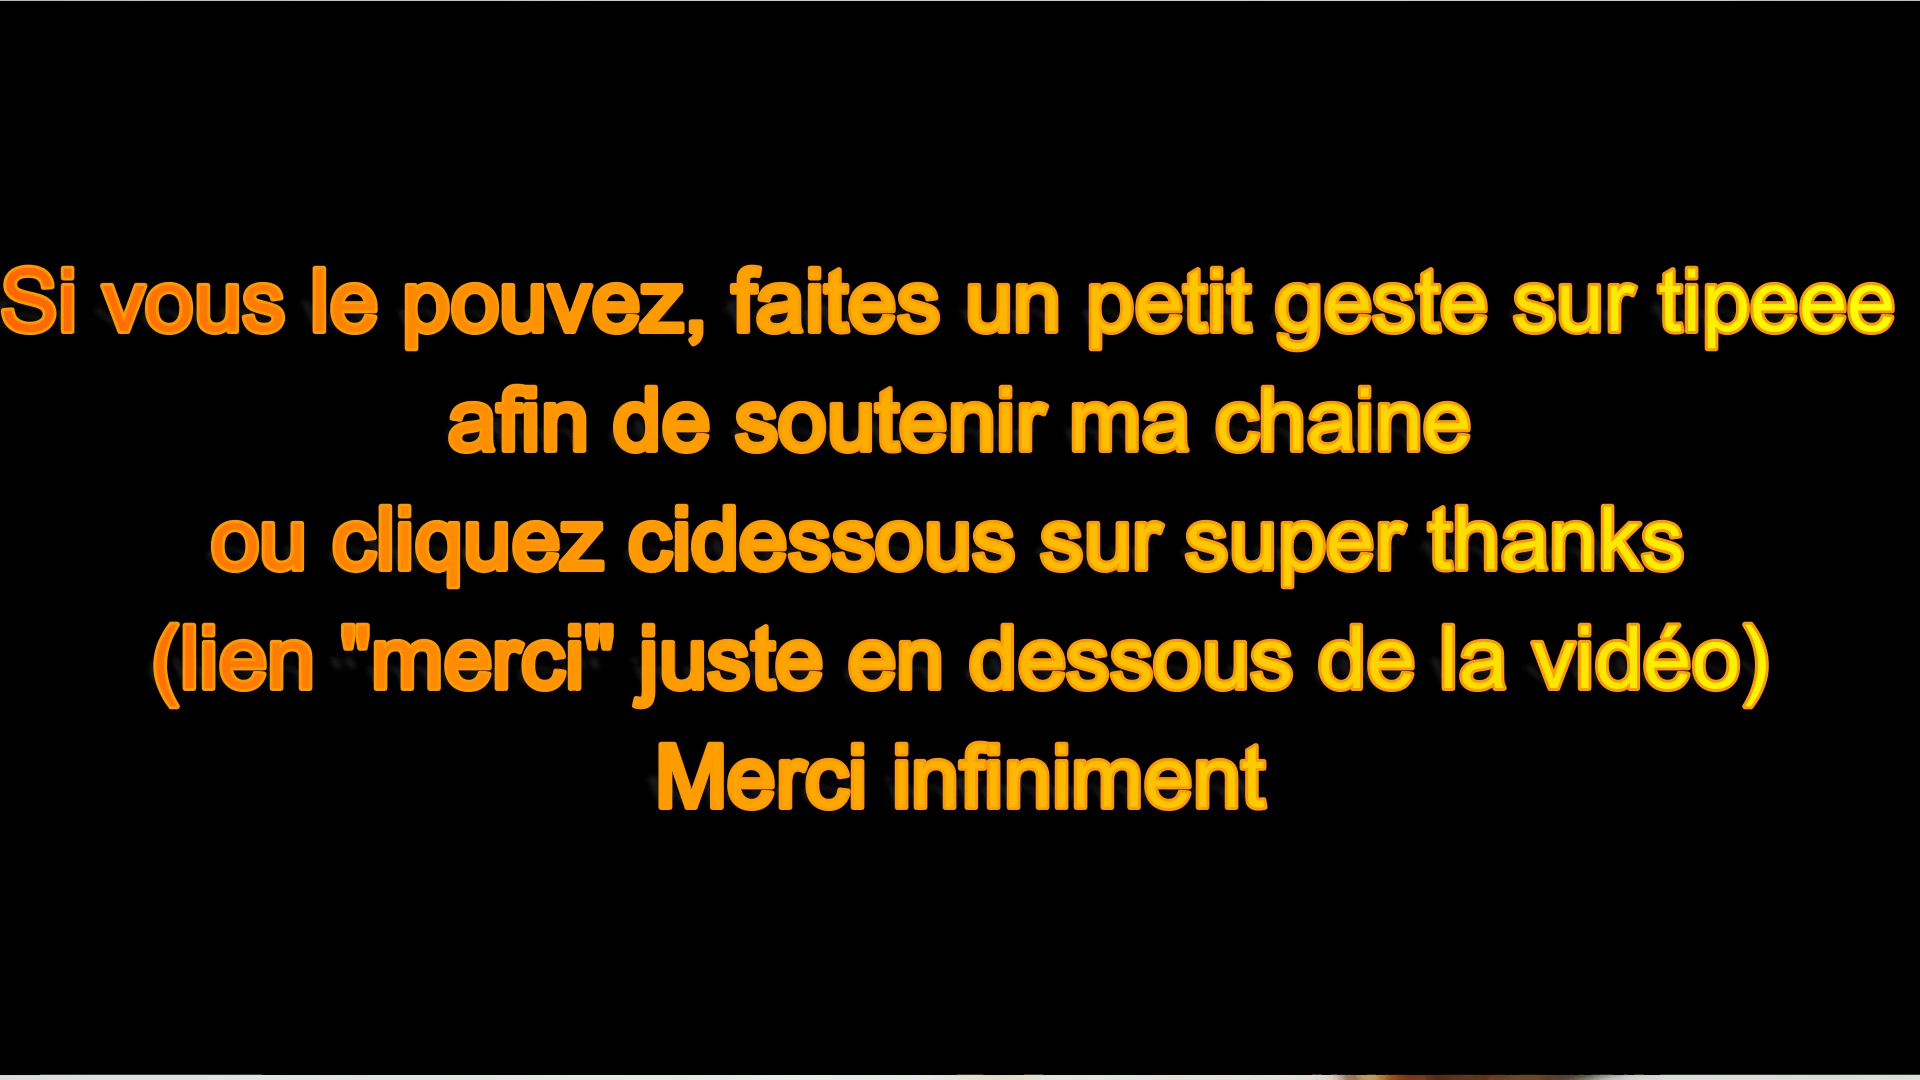 Si vous le pouvez, faites un petit geste sur tipeee
afin de soutenir ma chaine
ou cliquez cidessous sur super thanks
(lien "merci" juste en dessous de la vidéo)
Merci infiniment